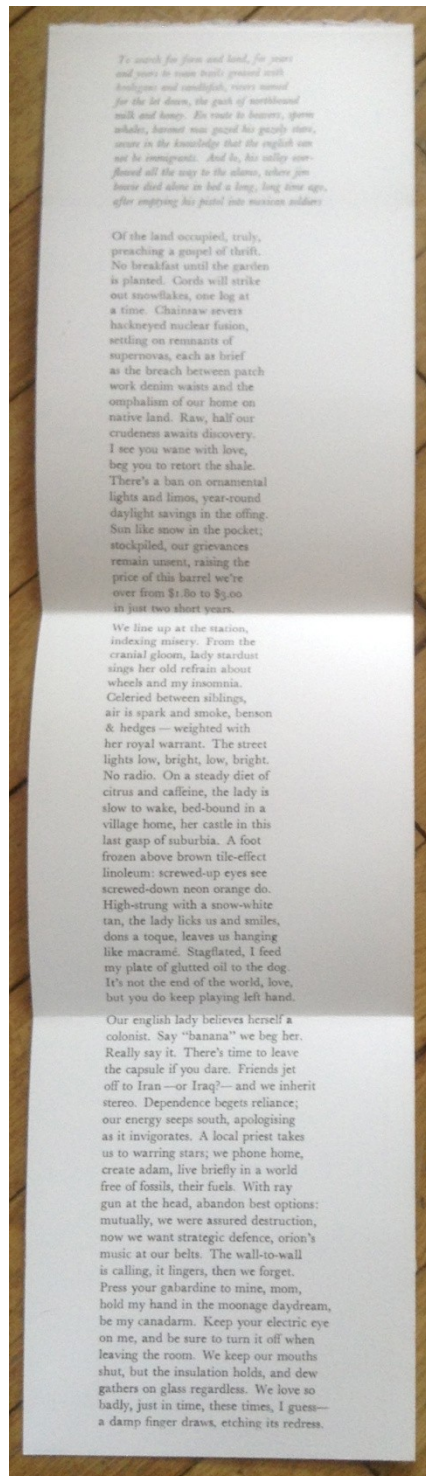 To search for farm and land, for years
and years to roam trails greased with
hooligans and candlefish, rivers named
for the let down, the gush of northbound
milk and honey. En route to beavers, sperm
whales, baronet man gazed his gazely stare,
secure in the knowledge that the english can
not be immigrants. And lo, his valley over-
flowed all the way to the alamo, where jim
bowie died alone in bed a long, long time ago,
after emptying his pistol into mexican soldiers
Of the land occupied, truly,
preaching a gospel of thrift.
No breakfast until the garden
is planted. Cords will strike
out snowflakes, one log at
a time. Chainsaw severs
hackneyed nuclear fusion,
settling on remnants of
supernovas, each as brief
as the breach between patch
work denim waists and the
omphalism of our home on
native land. Raw, half our
crudeness awaits discovery.
I see you wane with love,
beg you to retort the shale.
There's a ban on ornamental
lights and limos, year-round
daylight savings in the offing.
Sun like snow in the pocket;
stockpiled, our grievances
remain unsent, raising the
price of this barrel we're
over from $1.80 to $3.00
in just two short years.
We line up at the station,
indexing misery. From the
cranial gloom, lady stardust
sings her old refrain about
wheels and my insomnia.
Celeried between siblings,
air is spark and smoke, benson
& hedges — weighted with
her royal warrant. The street
lights low, bright, low, bright.
No radio. On a steady diet of
citrus and caffeine, the lady is
slow to wake, bed-bound in a
village home, her castle in this
last gasp of suburbia. A foot
frozen above brown tile-effect
linoleum: screwed-up eyes see
screwed-down neon orange do.
High-strung with a snow-white
tan, the lady licks us and smiles,
dons a toque, leaves us hanging
like macramé. Stagflated, I feed
my plate of glutted oil to the dog.
It's not the end of the world, love,
but you do keep playing left hand.
Our english lady believes herself a
colonist. Say "banana" we beg her.
Really say it. There's time to leave
the capsule if you dare. Friends jet
off to Iran—or Iraq?—and we inherit
stereo. Dependence begets reliance;
our energy seeps south, apologising
as it invigorates. A local priest takes
us to warring stars; we phone home,
create adam, live briefly in a world
free of fossils, their fuels. With ray
gun at the head, abandon best options:
mutually, we were assured destruction,
now we want strategic defence, orion's
music at our belts. The wall-to-wall
is calling, it lingers, then we forget.
Press your gabardine to mine, mom,
hold my hand in the moonage daydream,
be my canadarm. Keep your electric eye
on me, and be sure to turn it off when
leaving the room. We keep our mouths
shut, but the insulation holds, and dew
gathers on glass regardless. We love so
badly, just in time, these times, I guess—
a damp finger draws, etching its redress.